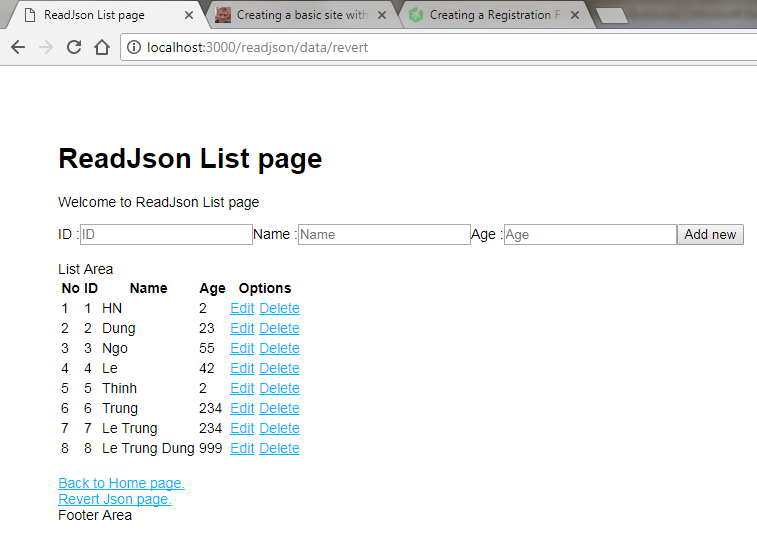 ReadJson List page
Creating a basic site with
Creating a Registration F
localhost:3000/readjson/data/revert
ReadJson List page
Welcome to ReadJson List page
ID : ID Name : Name Age : Age Add new
List Area
No ID Name Age Options
1 1 HN 2 Edit Delete
2 2 Dung 23 Edit Delete
3 3 Ngo 55 Edit Delete
4 4 Le 42 Edit Delete
5 5 Thinh 2 Edit Delete
6 6 Trung 234 Edit Delete
7 7 Le Trung 234 Edit Delete
8 8 Le Trung Dung 999 Edit Delete
Back to Home page.
Revert Json page.
Footer Area